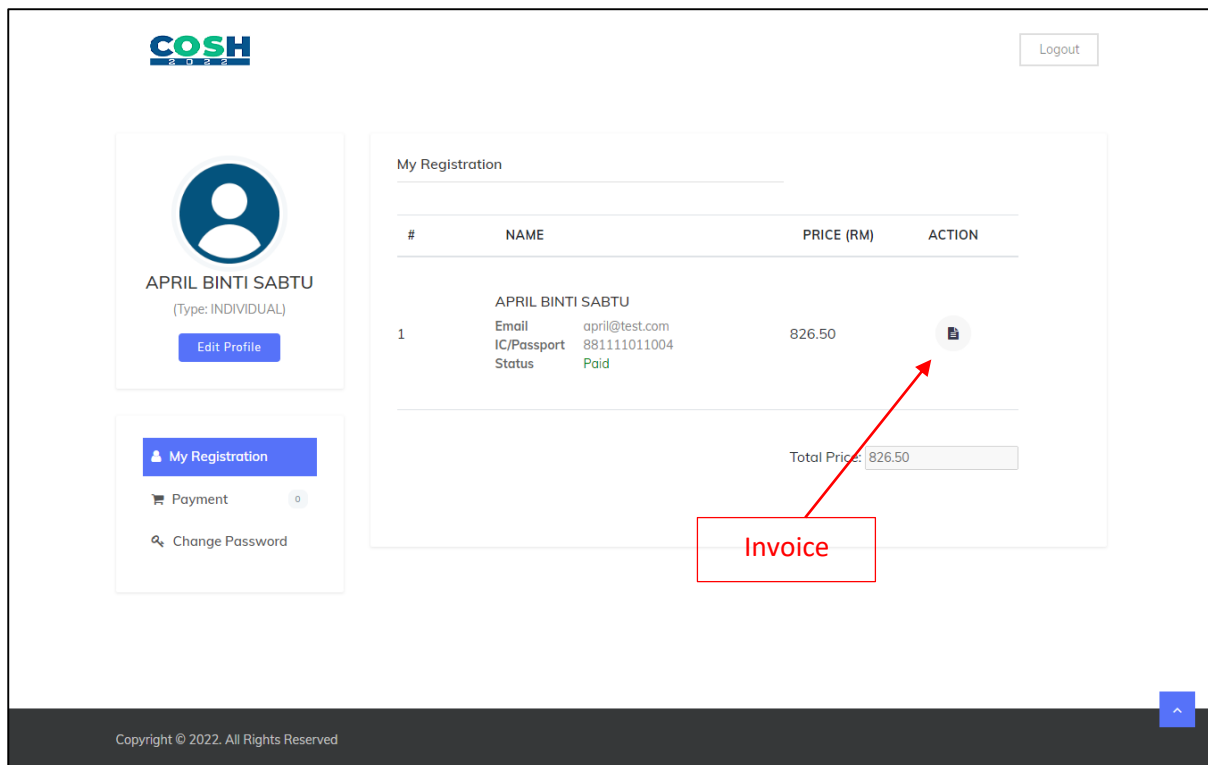 COSH
2022
Logout
APRIL BINTI SABTU
(Type: INDIVIDUAL)
Edit Profile
My Registration
Payment 0
Change Password
My Registration
# NAME PRICE (RM) ACTION
APRIL BINTI SABTU
Email april@test.com
1 826.50
IC/Passport 881111011004
Status Paid
Total Price: 826.50
Invoice
Copyright © 2022. All Rights Reserved